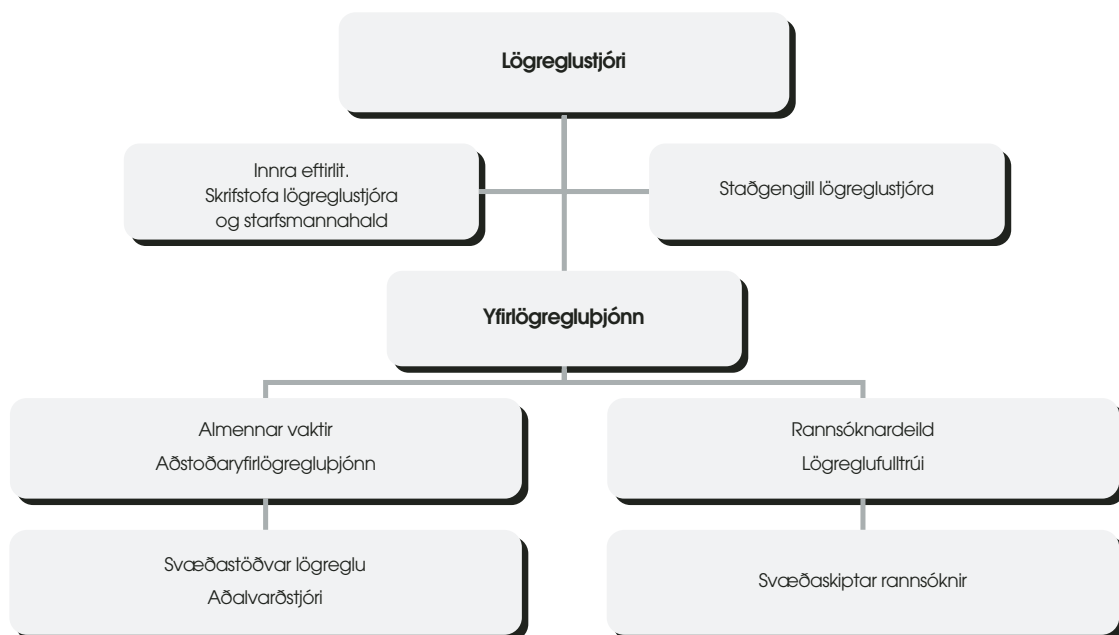 Lögreglustjóri
Innra eftirlit.
Skrifstofa lögreglustjóra
og starfsmannahald
Staðgengill lögreglustjóra
Yfirlögregluþjónn
Almennar vaktir
Aðstoðaryfirlögregluþjónn
Rannsóknardeild
Lögreglufulltrúi
Svæðastöðvar lögreglu
Aðalvarðstjóri
Svæðaskiptar rannsóknir